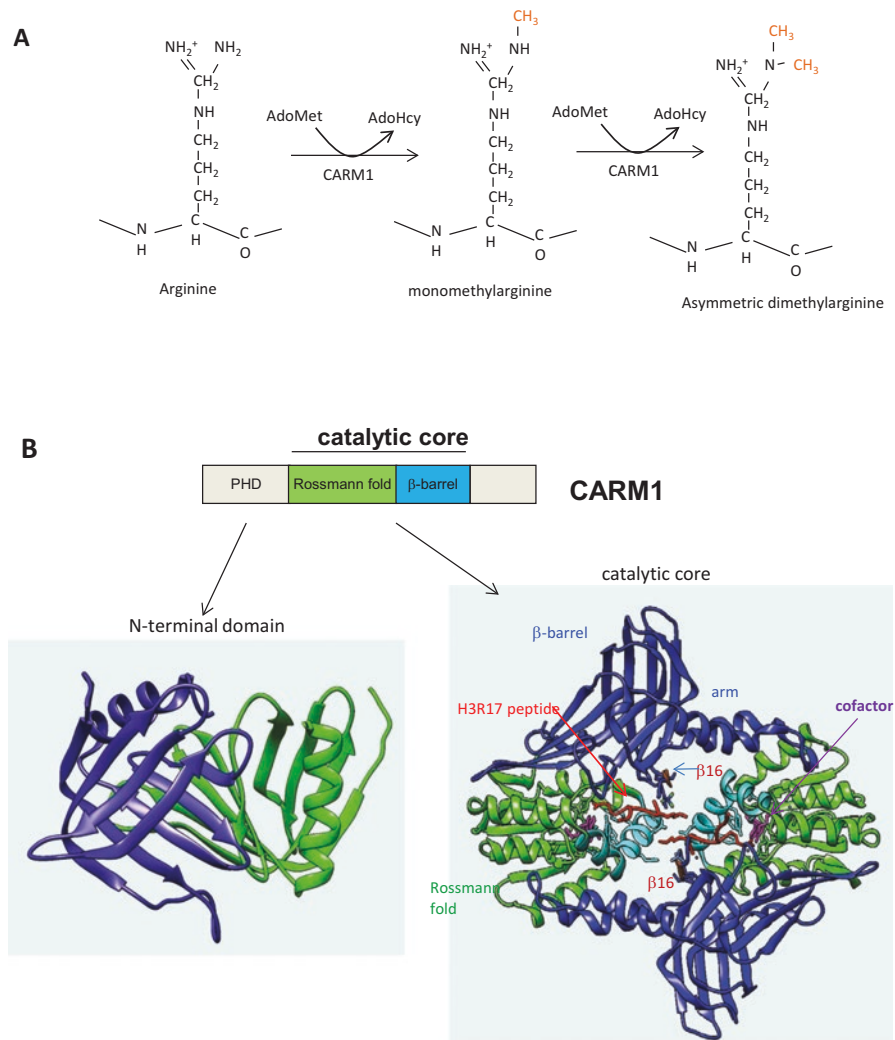 A
CH₃
NH₂⁺ NH₂
CH₂
NH
CH₂
CH₂
CH₂
N
H
C
H
C
O
Arginine
AdoMet AdoHcy
CARM1
CH₃
NH₂⁺ NH
CH₂
NH
CH₂
CH₂
CH₂
N
H
C
H
C
O
monomethylarginine
AdoMet AdoHcy
CARM1
CH₃
NH₂⁺ N CH₃
CH₂
NH
CH₂
CH₂
CH₂
N
H
C
H
C
O
Asymmetric dimethylarginine
B
catalytic core
PHD Rossmann fold β-barrel
CARM1
N-terminal domain
catalytic core
β-barrel
arm
H3R17 peptide
cofactor
β16
β16
Rossmann
fold